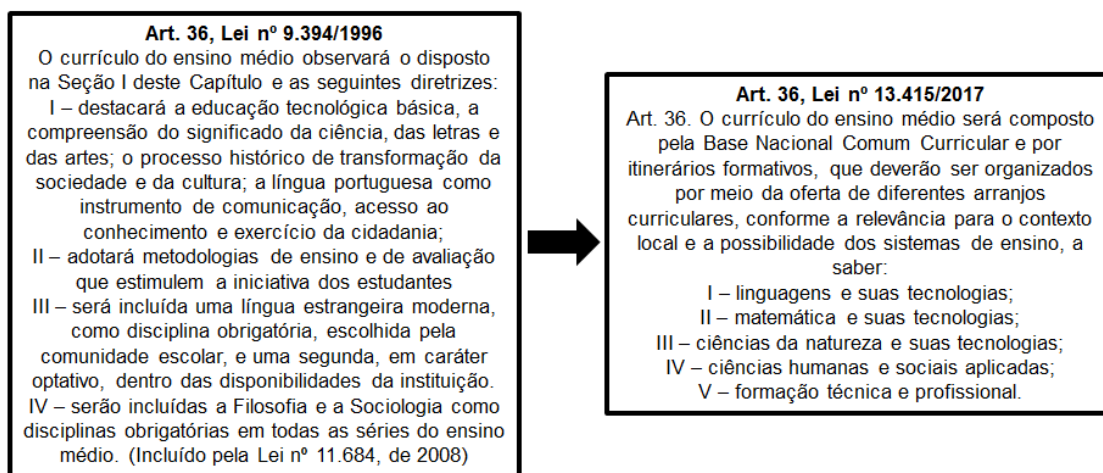 Art. 36, Lei nº 9.394/1996
O currículo do ensino médio observará o disposto
na Seção I deste Capítulo e as seguintes diretrizes:
I – destacará a educação tecnológica básica, a
compreensão do significado da ciência, das letras e
das artes; o processo histórico de transformação da
sociedade e da cultura; a língua portuguesa como
instrumento de comunicação, acesso ao
conhecimento e exercício da cidadania;
II – adotará metodologias de ensino e de avaliação
que estimulem a iniciativa dos estudantes
III – será incluída uma língua estrangeira moderna,
como disciplina obrigatória, escolhida pela
comunidade escolar, e uma segunda, em caráter
optativo, dentro das disponibilidades da instituição.
IV – serão incluídas a Filosofia e a Sociologia como
disciplinas obrigatórias em todas as séries do ensino
médio. (Incluído pela Lei nº 11.684, de 2008)
Art. 36, Lei nº 13.415/2017
Art. 36. O currículo do ensino médio será composto
pela Base Nacional Comum Curricular e por
itinerários formativos, que deverão ser organizados
por meio da oferta de diferentes arranjos
curriculares, conforme a relevância para o contexto
local e a possibilidade dos sistemas de ensino, a
saber:
I – linguagens e suas tecnologias;
II – matemática e suas tecnologias;
III – ciências da natureza e suas tecnologias;
IV – ciências humanas e sociais aplicadas;
V – formação técnica e profissional.